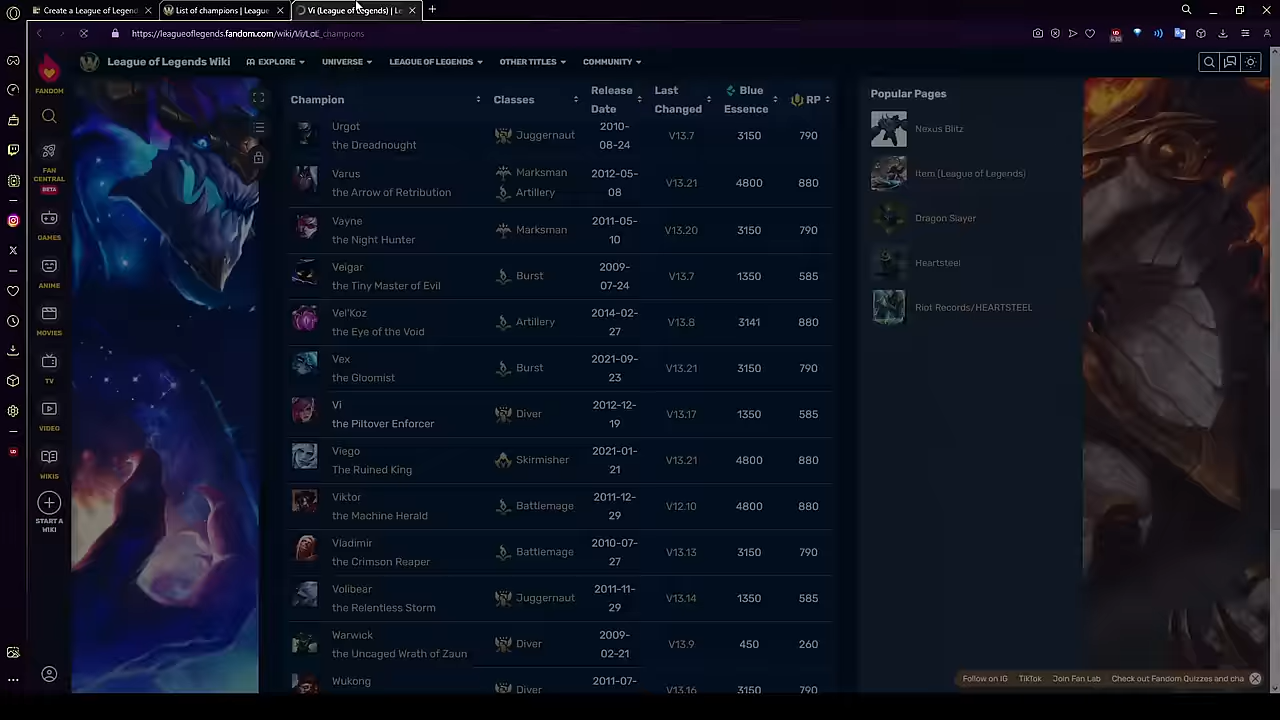 Create a League of Legend
List of champions | League
Vi (League of Legends) | Le
https://leagueoflegends.fandom.com/wiki/Vi/LoL
champions
FANDOM
League of Legends Wiki
EXPLORE
UNIVERSE
LEAGUE OF LEGENDS
OTHER TITLES
COMMUNITY
FAN
CENTRAL
BETA
GAMES
ANIME
MOVIES
TV
VIDEO
WIKIS
START A
WIKI
Champion
Classes
Release
Date
Last
Changed
Blue
Essence
RP
Urgot
the Dreadnought
Juggernaut
2010-
08-24
V13.7
3150
790
Varus
the Arrow of Retribution
Marksman
Artillery
2012-05-
08
V13.21
4800
880
Vayne
the Night Hunter
Marksman
2011-05-
10
V13.20
3150
790
Veigar
the Tiny Master of Evil
Burst
2009-
07-24
V13.7
1350
585
Vel'Koz
the Eye of the Void
Artillery
2014-02-
27
V13.8
3141
880
Vex
the Gloomist
Burst
2021-09-
23
V13.21
3150
790
Vi
the Piltover Enforcer
Diver
2012-12-
19
V13.17
1350
585
Viego
The Ruined King
Skirmisher
2021-01-
21
V13.21
4800
880
Viktor
the Machine Herald
Battlemage
2011-12-
29
V12.10
4800
880
Vladimir
the Crimson Reaper
Battlemage
2010-07-
27
V13.13
3150
790
Volibear
the Relentless Storm
Juggernaut
2011-11-
29
V13.14
1350
585
Warwick
the Uncaged Wrath of Zaun
Diver
2009-
02-21
V13.9
450
260
Wukong
Diver
2011-07-
V13.16
3150
790
Popular Pages
Nexus Blitz
Item (League of Legends)
Dragon Slayer
Heartsteel
Riot Records/HEARTSTEEL
Follow on IG
TikTok
Join Fan Lab
Check out Fandom Quizzes and cha